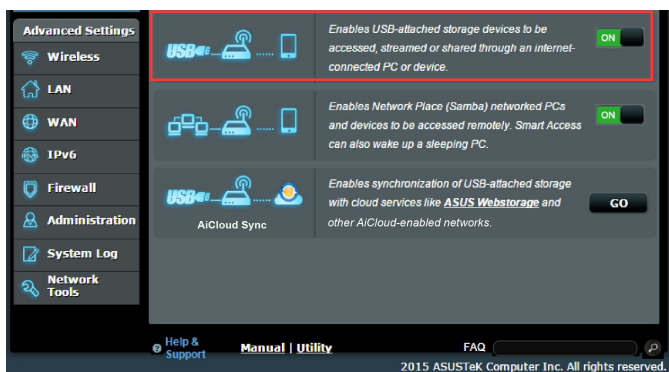 Advanced Settings
Wireless
LAN
WAN
IPv6
Firewall
Administration
System Log
Network
Tools
USB
Enables USB-attached storage devices to be
accessed, streamed or shared through an internet-
connected PC or device.
ON
Enables Network Place (Samba) networked PCs
and devices to be accessed remotely. Smart Access
can also wake up a sleeping PC.
ON
USB
AiCloud Sync
Enables synchronization of USB-attached storage
with cloud services like ASUS Webstorage and
other AiCloud-enabled networks.
GO
Help &
Support
Manual | Utility
FAQ
2015 ASUSTeK Computer Inc. All rights reserved.